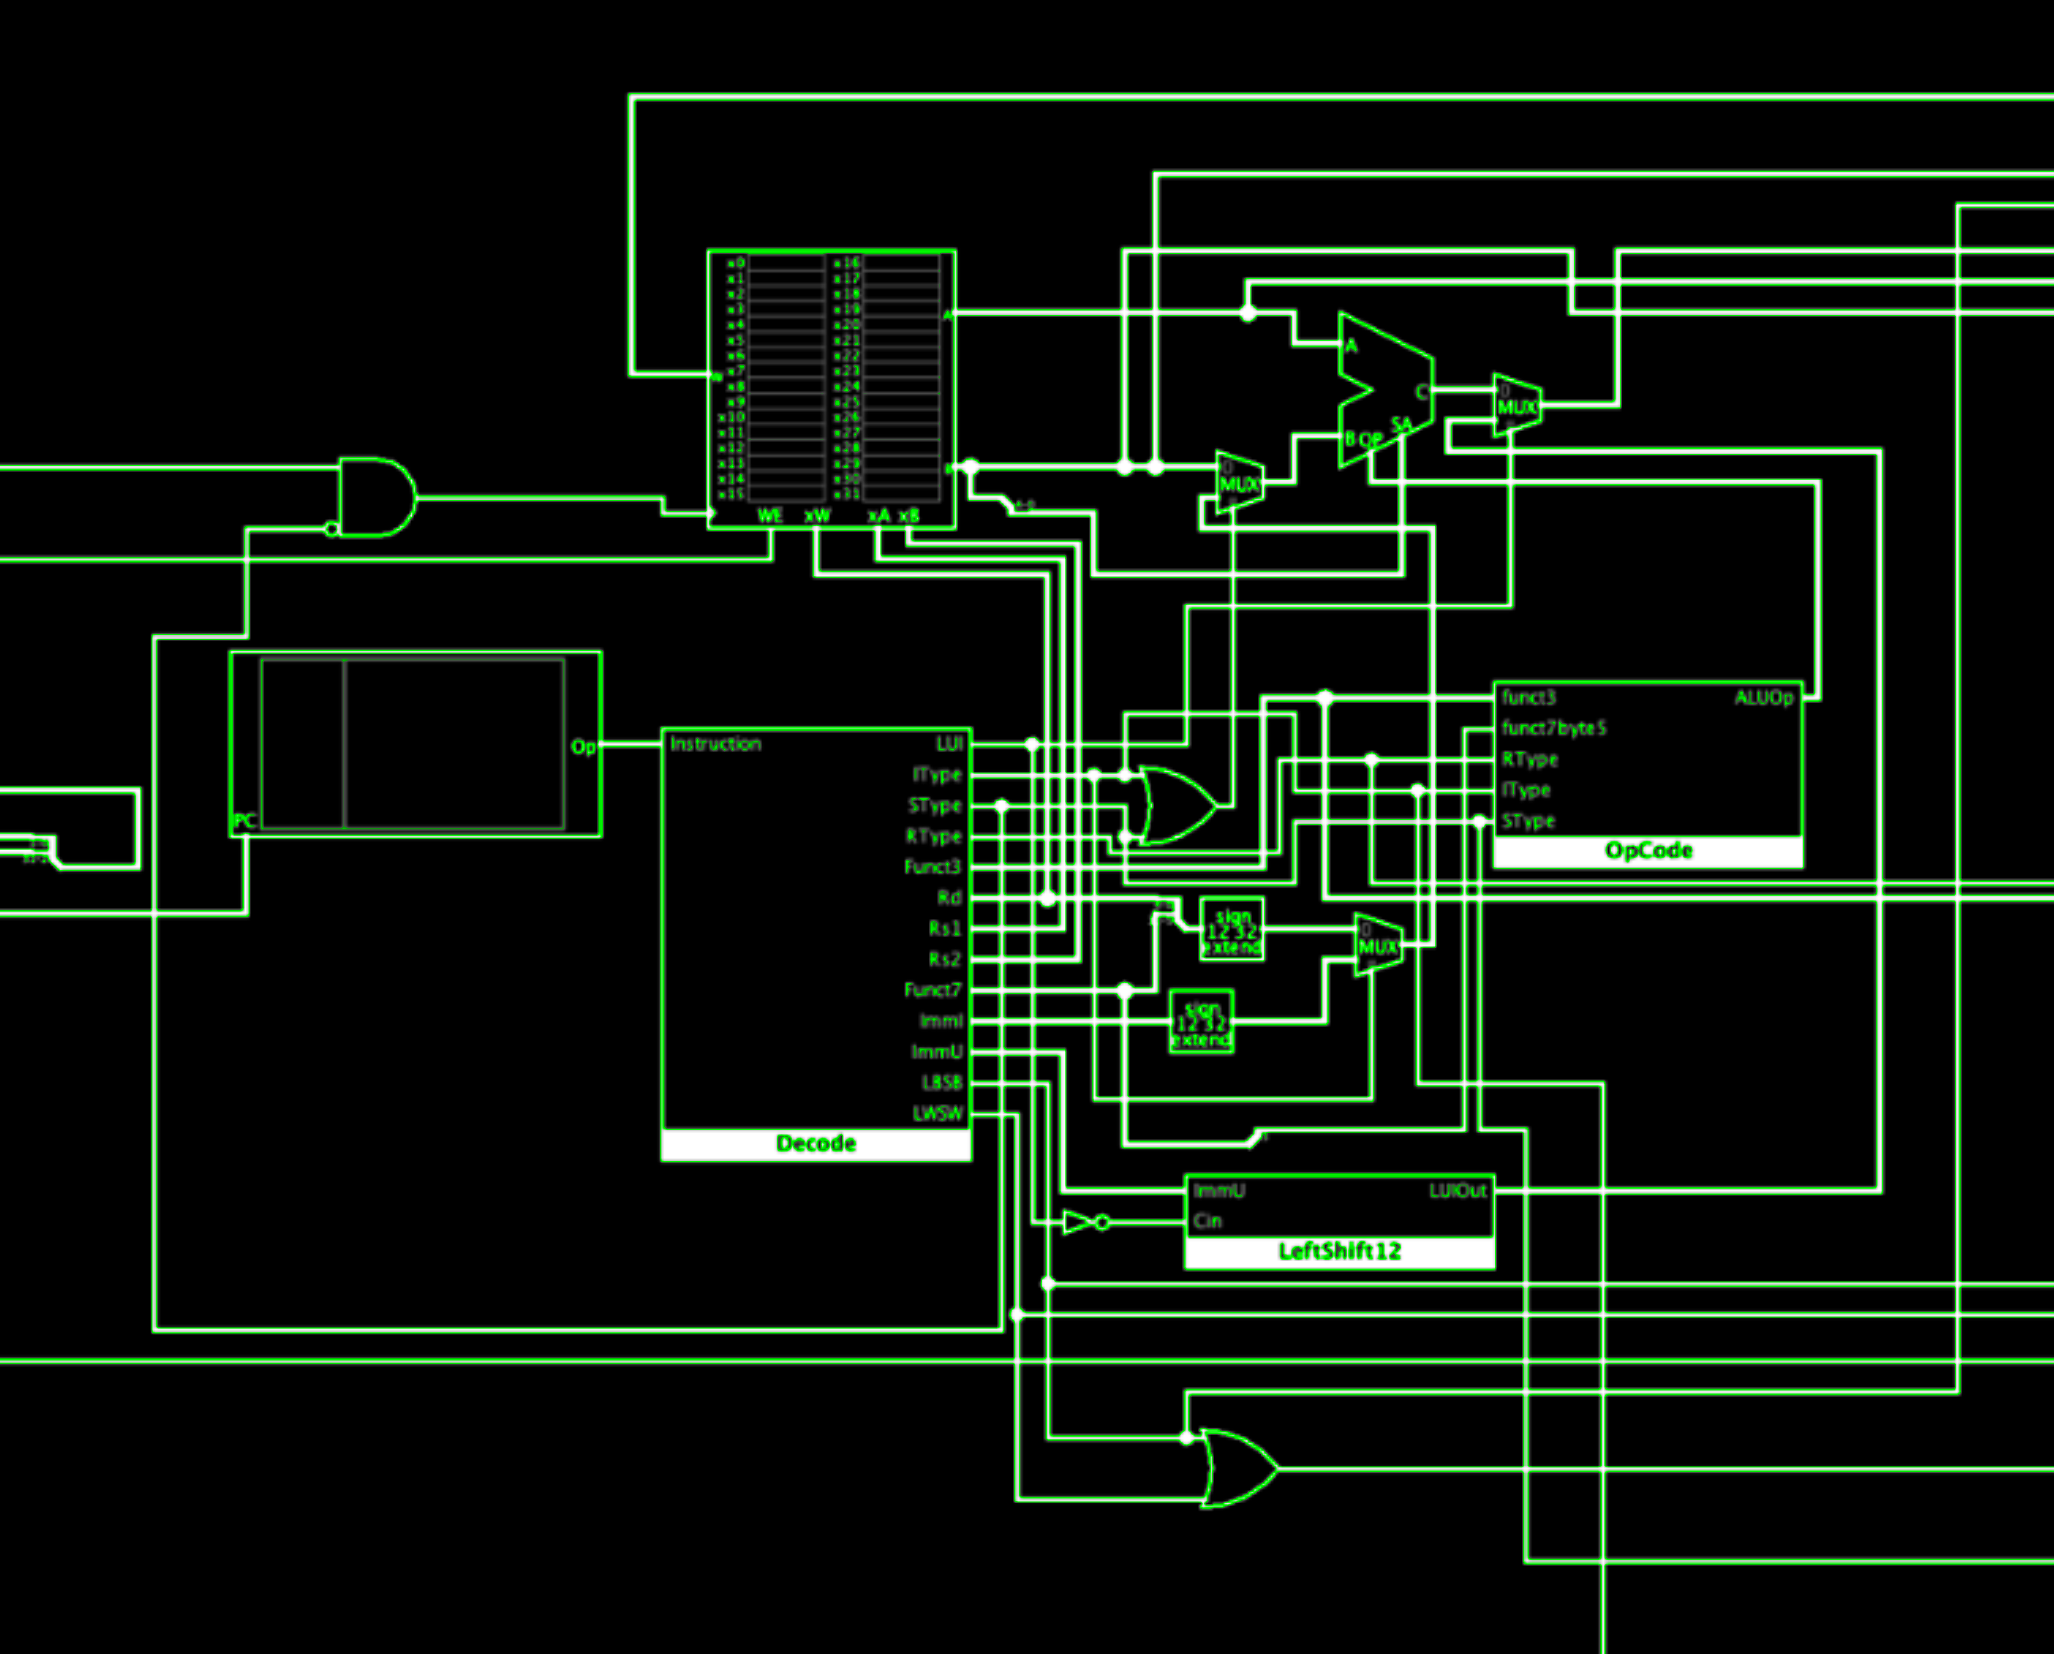 x0 x16
x1 x17
x2 x18
x3 x19
x4 x20
x5 x21
x6 x22
x7 x23
x8 x24
x9 x25
x10 x26
x11 x27
x12 x28
x13 x29
x14 x30
x15 x31
A
W
B
WE xW xA xB
A
B OP SA C
0
MUX
0
MUX
Op
PC
Instruction
LUI
IType
SType
RType
Funct3
Rd
Rs1
Rs2
Funct7
ImmI
ImmU
LBSB
LWSW
Decode
funct3 ALUOp
funct7byte5
RType
IType
SType
OpCode
sign
12 32
extend
0
MUX
sign
12 32
extend
ImmU LUIOut
Cin
LeftShift12